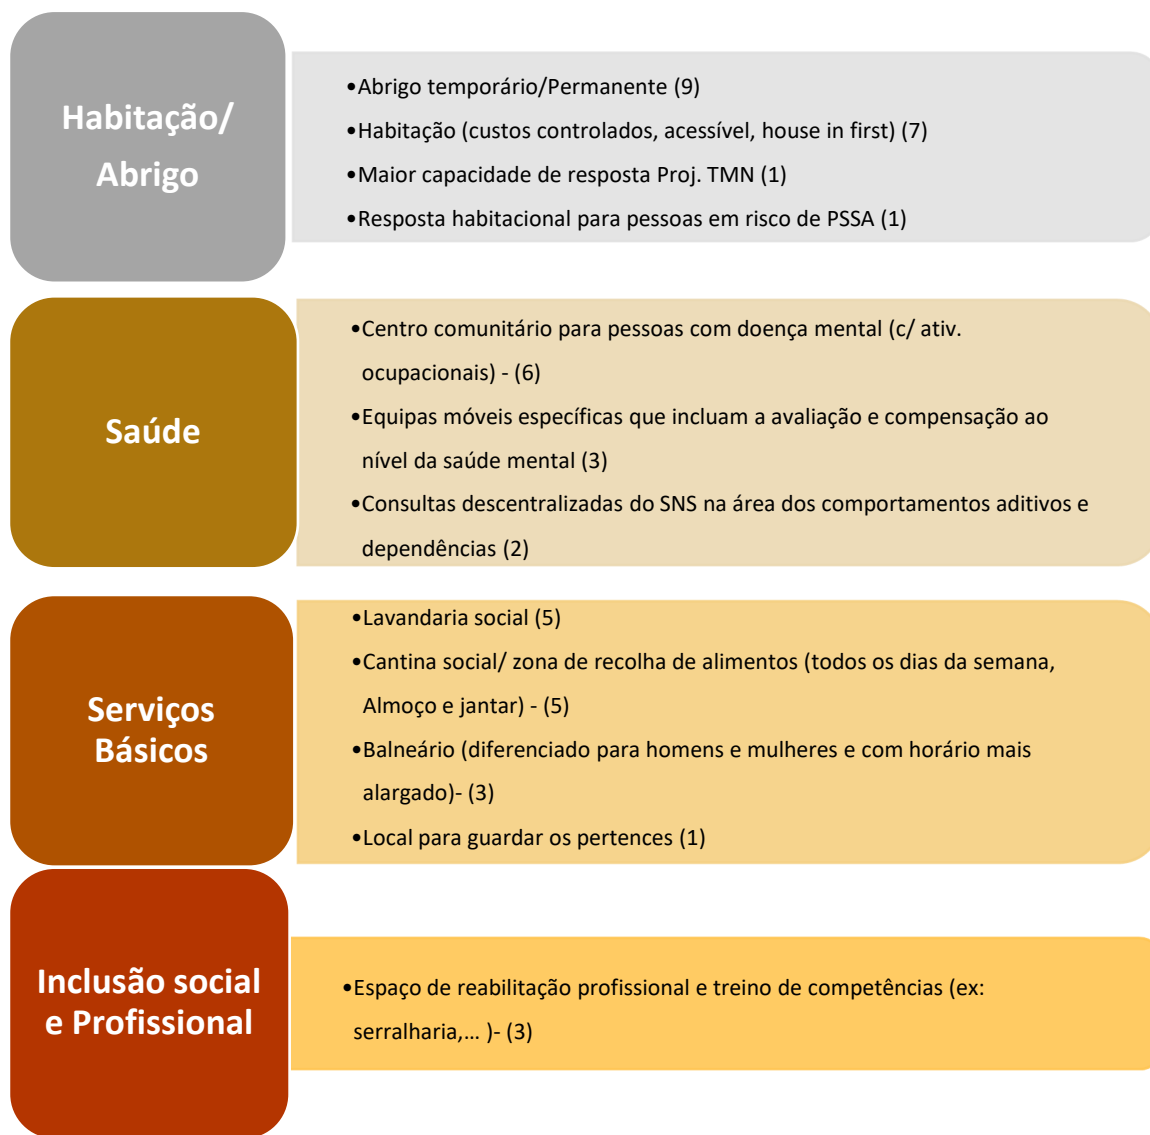 Habitação/
Abrigo
•Abrigo temporário/Permanente (9)
•Habitação (custos controlados, acessível, house in first) (7)
•Maior capacidade de resposta Proj. TMN (1)
•Resposta habitacional para pessoas em risco de PSSA (1)
Saúde
•Centro comunitário para pessoas com doença mental (c/ ativ.
ocupacionais) - (6)
•Equipas móveis específicas que incluam a avaliação e compensação ao
nível da saúde mental (3)
•Consultas descentralizadas do SNS na área dos comportamentos aditivos e
dependências (2)
Serviços
Básicos
•Lavandaria social (5)
•Cantina social/ zona de recolha de alimentos (todos os dias da semana,
Almoço e jantar) - (5)
•Balneário (diferenciado para homens e mulheres e com horário mais
alargado)- (3)
•Local para guardar os pertences (1)
Inclusão social
e Profissional
•Espaço de reabilitação profissional e treino de competências (ex:
serralharia,… )- (3)